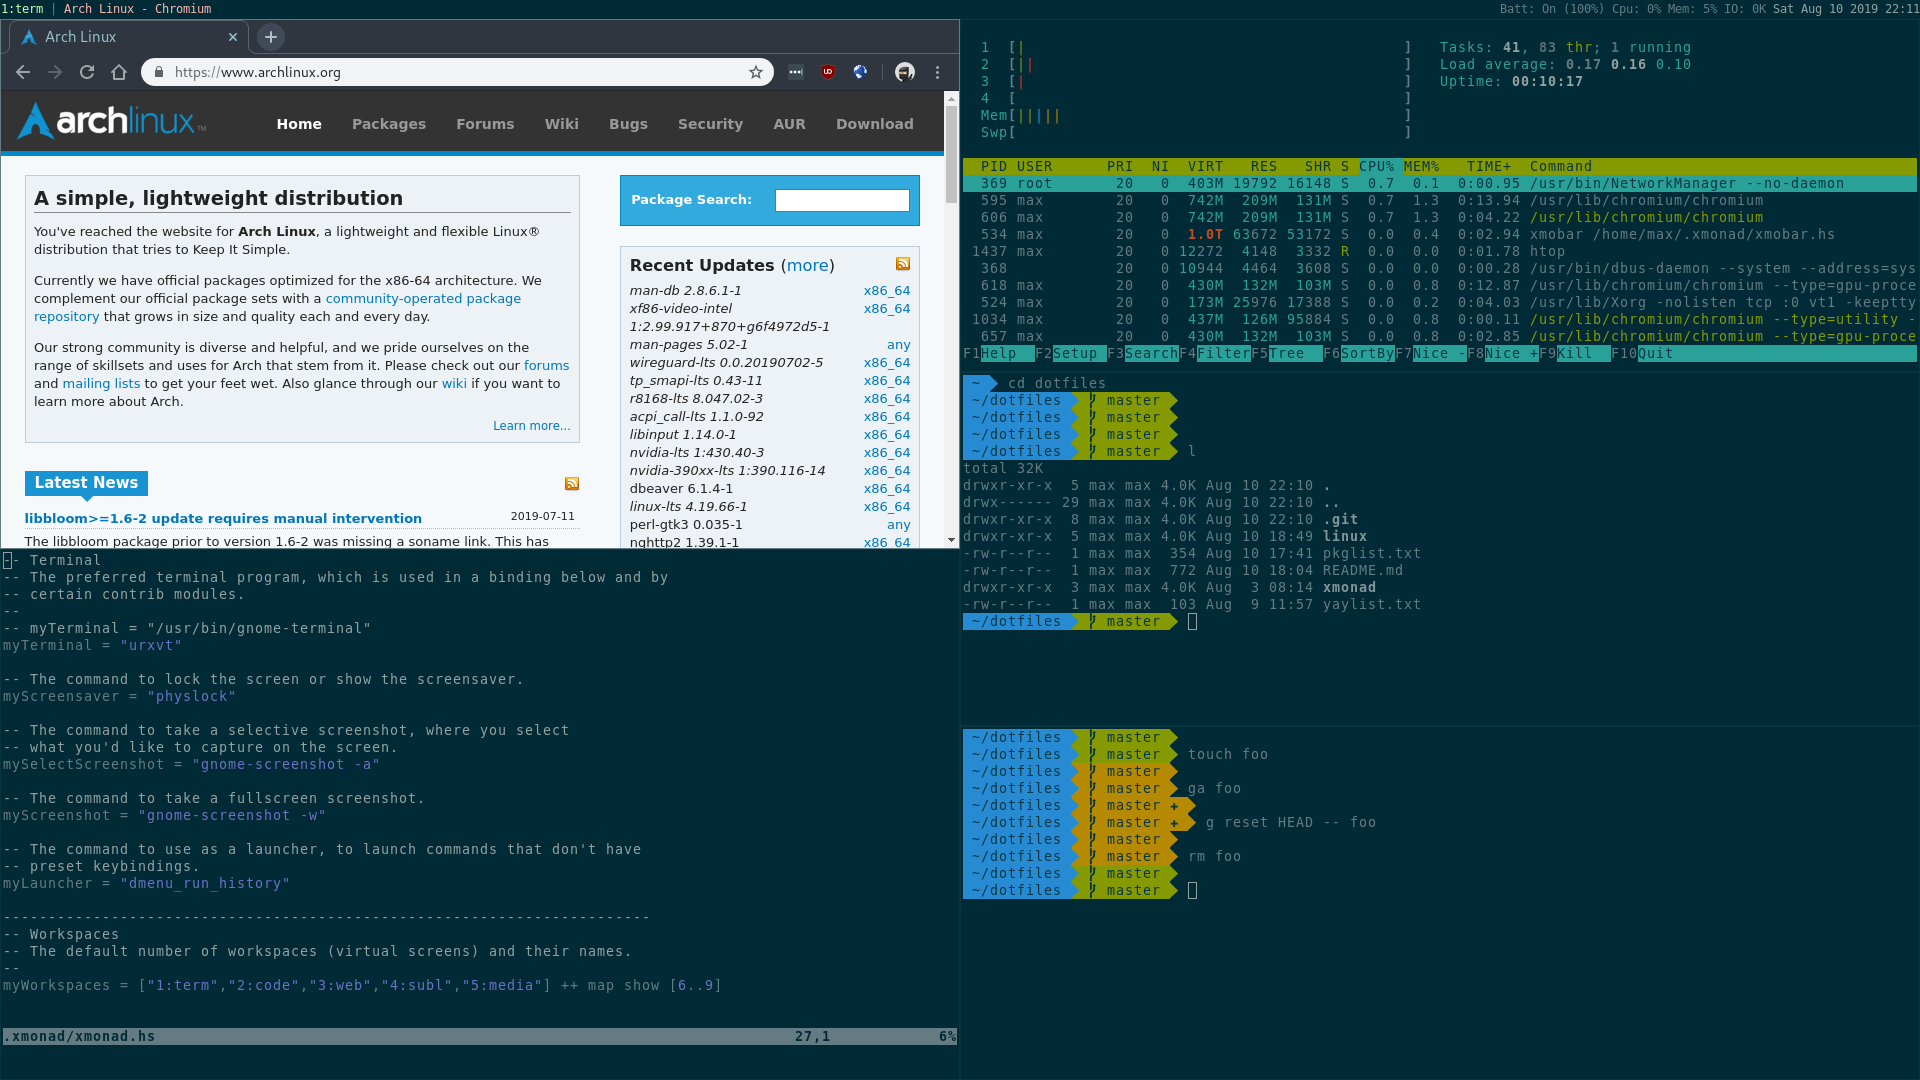 1:term | Arch Linux - Chromium
Batt: On (100%) Cpu: 0% Mem: 5% IO: 0K Sat Aug 10 2019 22:11
Arch Linux
https://www.archlinux.org
archlinux™
Home Packages Forums Wiki Bugs Security AUR Download
A simple, lightweight distribution
You've reached the website for Arch Linux, a lightweight and flexible Linux®
distribution that tries to Keep It Simple.
Currently we have official packages optimized for the x86-64 architecture. We
complement our official package sets with a community-operated package
repository that grows in size and quality each and every day.
Our strong community is diverse and helpful, and we pride ourselves on the
range of skillsets and uses for Arch that stem from it. Please check out our forums
and mailing lists to get your feet wet. Also glance through our wiki if you want to
learn more about Arch.
Learn more...
Latest News
libbloom>=1.6-2 update requires manual intervention 2019-07-11
The libbloom package prior to version 1.6-2 was missing a soname link. This has
Package Search:
Recent Updates (more)
man-db 2.8.6.1-1 x86_64
xf86-video-intel x86_64
1:2.99.917+870+g6f4972d5-1
man-pages 5.02-1 any
wireguard-lts 0.0.20190702-5 x86_64
tp_smapi-lts 0.43-11 x86_64
r8168-lts 8.047.02-3 x86_64
acpi_call-lts 1.1.0-92 x86_64
libinput 1.14.0-1 x86_64
nvidia-lts 1:430.40-3 x86_64
nvidia-390xx-lts 1:390.116-14 x86_64
dbeaver 6.1.4-1 x86_64
linux-lts 4.19.66-1 x86_64
perl-gtk3 0.035-1 any
nghttp2 1.39.1-1 x86_64
-- Terminal
-- The preferred terminal program, which is used in a binding below and by
-- certain contrib modules.
--
-- myTerminal = "/usr/bin/gnome-terminal"
myTerminal = "urxvt"
-- The command to lock the screen or show the screensaver.
myScreensaver = "physlock"
-- The command to take a selective screenshot, where you select
-- what you'd like to capture on the screen.
mySelectScreenshot = "gnome-screenshot -a"
-- The command to take a fullscreen screenshot.
myScreenshot = "gnome-screenshot -w"
-- The command to use as a launcher, to launch commands that don't have
-- preset keybindings.
myLauncher = "dmenu_run_history"
------------------------------------------------------------------------
-- Workspaces
-- The default number of workspaces (virtual screens) and their names.
--
myWorkspaces = ["1:term","2:code","3:web","4:subl","5:media"] ++ map show [6..9]
.xmonad/xmonad.hs 27,1 6%
1 [| ] Tasks: 41, 83 thr; 1 running
2 [|| ] Load average: 0.17 0.16 0.10
3 [| ] Uptime: 00:10:17
4 [ ]
Mem[||||| ]
Swp[ ]
PID USER PRI NI VIRT RES SHR S CPU% MEM% TIME+ Command
369 root 20 0 403M 19792 16148 S 0.7 0.1 0:00.95 /usr/bin/NetworkManager --no-daemon
595 max 20 0 742M 209M 131M S 0.7 1.3 0:13.94 /usr/lib/chromium/chromium
606 max 20 0 742M 209M 131M S 0.7 1.3 0:04.22 /usr/lib/chromium/chromium
534 max 20 0 1.0T 63672 53172 S 0.0 0.4 0:02.94 xmobar /home/max/.xmonad/xmobar.hs
1437 max 20 0 12272 4148 3332 R 0.0 0.0 0:01.78 htop
368 20 0 10944 4464 3608 S 0.0 0.0 0:00.28 /usr/bin/dbus-daemon --system --address=sys
618 max 20 0 430M 132M 103M S 0.0 0.8 0:12.87 /usr/lib/chromium/chromium --type=gpu-proce
524 max 20 0 173M 25976 17388 S 0.0 0.2 0:04.03 /usr/lib/Xorg -nolisten tcp :0 vt1 -keeptty
1034 max 20 0 437M 126M 95884 S 0.0 0.8 0:00.11 /usr/lib/chromium/chromium --type=utility -
657 max 20 0 430M 132M 103M S 0.0 0.8 0:02.85 /usr/lib/chromium/chromium --type=gpu-proce
F1Help F2Setup F3SearchF4FilterF5Tree F6SortByF7Nice -F8Nice +F9Kill F10Quit
~ cd dotfiles
~/dotfiles master
~/dotfiles master
~/dotfiles master
~/dotfiles master l
total 32K
drwxr-xr-x 5 max max 4.0K Aug 10 22:10 .
drwx------ 29 max max 4.0K Aug 10 22:10 ..
drwxr-xr-x 8 max max 4.0K Aug 10 22:10 .git
drwxr-xr-x 5 max max 4.0K Aug 10 18:49 linux
-rw-r--r-- 1 max max 354 Aug 10 17:41 pkglist.txt
-rw-r--r-- 1 max max 772 Aug 10 18:04 README.md
drwxr-xr-x 3 max max 4.0K Aug 3 08:14 xmonad
-rw-r--r-- 1 max max 103 Aug 9 11:57 yaylist.txt
~/dotfiles master
~/dotfiles master
~/dotfiles master touch foo
~/dotfiles master
~/dotfiles master ga foo
~/dotfiles master +
~/dotfiles master + g reset HEAD -- foo
~/dotfiles master
~/dotfiles master rm foo
~/dotfiles master
~/dotfiles master